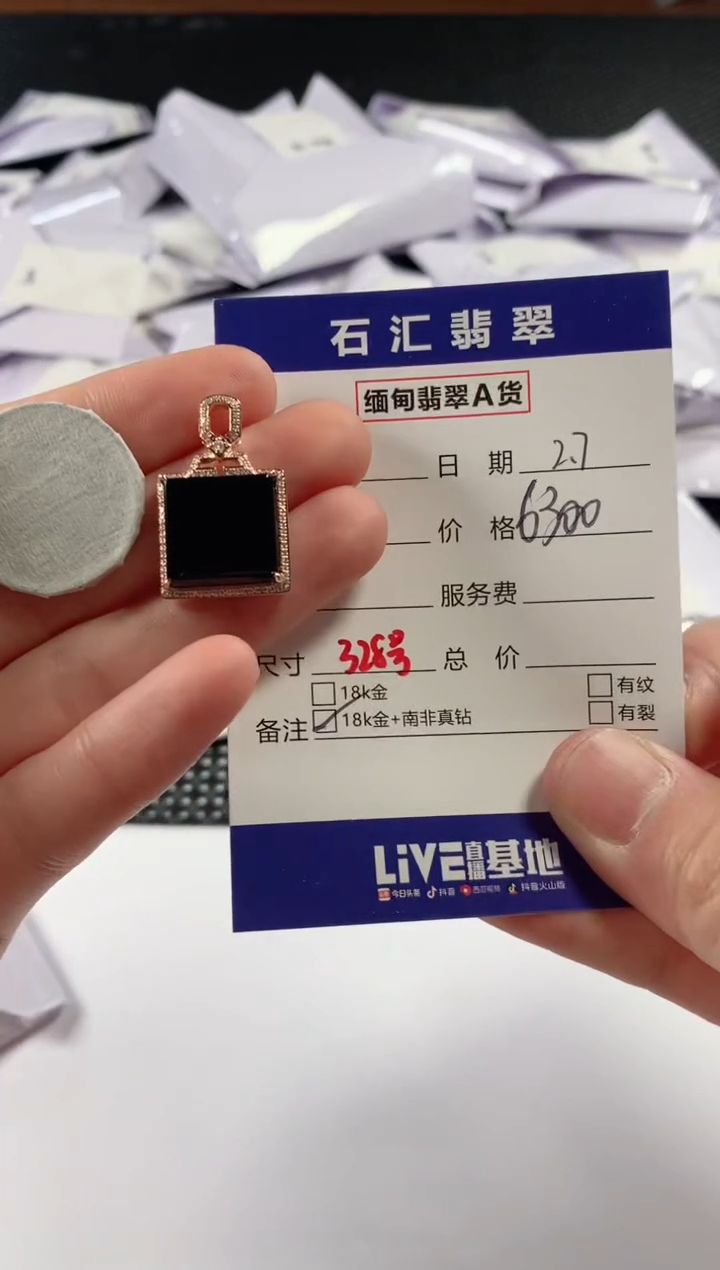 石汇翡翠
缅甸翡翠A货
日 期 2.7
价 格 6300
服务费
尺寸 328号 总 价
18k金 有纹
备注 18k金+南非真钻 有裂
LiVE直播基地
今日头条 抖音 西瓜视频 抖音火山版